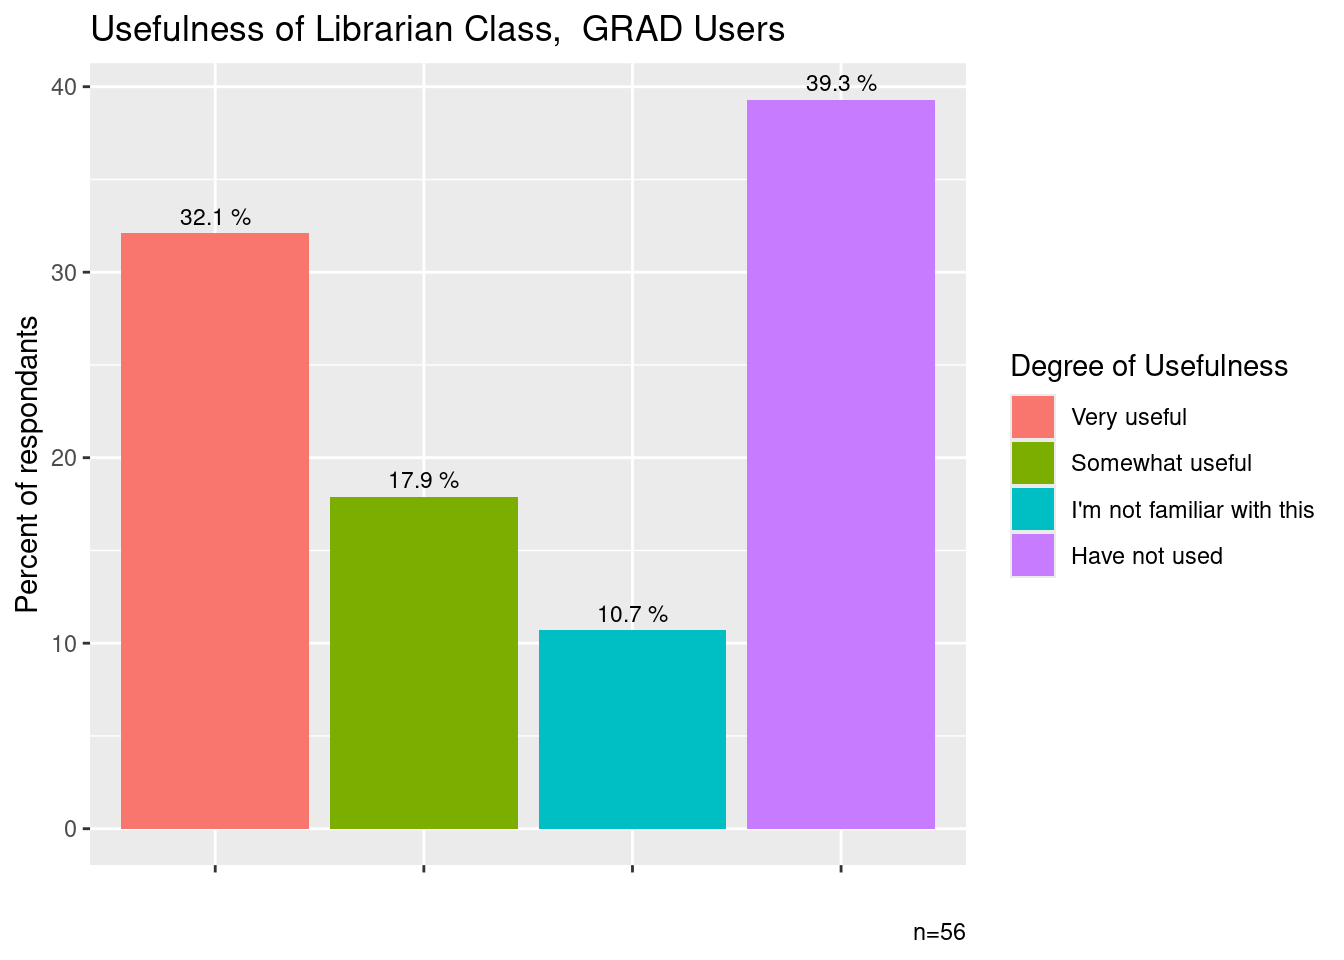 Usefulness of Librarian Class,  GRAD Users
Percent of respondants
40
30
20
10
0
32.1 %
17.9 %
10.7 %
39.3 %
Degree of Usefulness
Very useful
Somewhat useful
I'm not familiar with this
Have not used
n=56